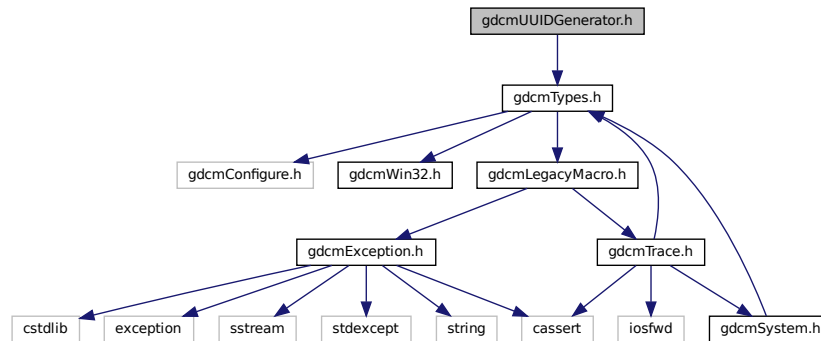 gdcmUUIDGenerator.h
gdcmTypes.h
gdcmConfigure.h
gdcmWin32.h
gdcmLegacyMacro.h
gdcmException.h
gdcmTrace.h
cstdlib
exception
sstream
stdexcept
string
cassert
iosfwd
gdcmSystem.h